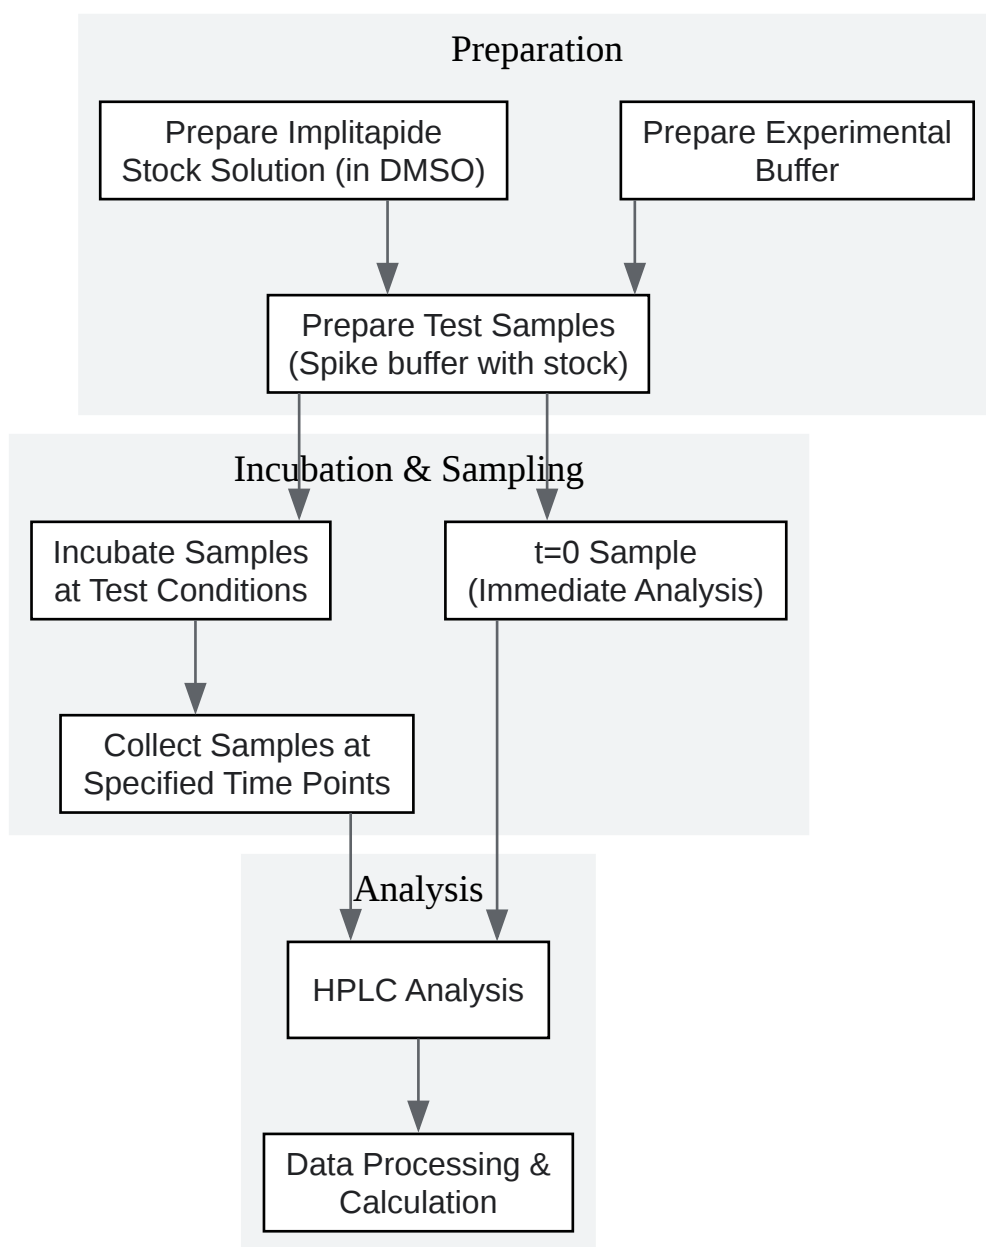 Preparation
Prepare Implitapide
Stock Solution (in DMSO)
Prepare Experimental
Buffer
Prepare Test Samples
(Spike buffer with stock)
Incubation & Sampling
Incubate Samples
at Test Conditions
t=0 Sample
(Immediate Analysis)
Collect Samples at
Specified Time Points
Analysis
HPLC Analysis
Data Processing &
Calculation